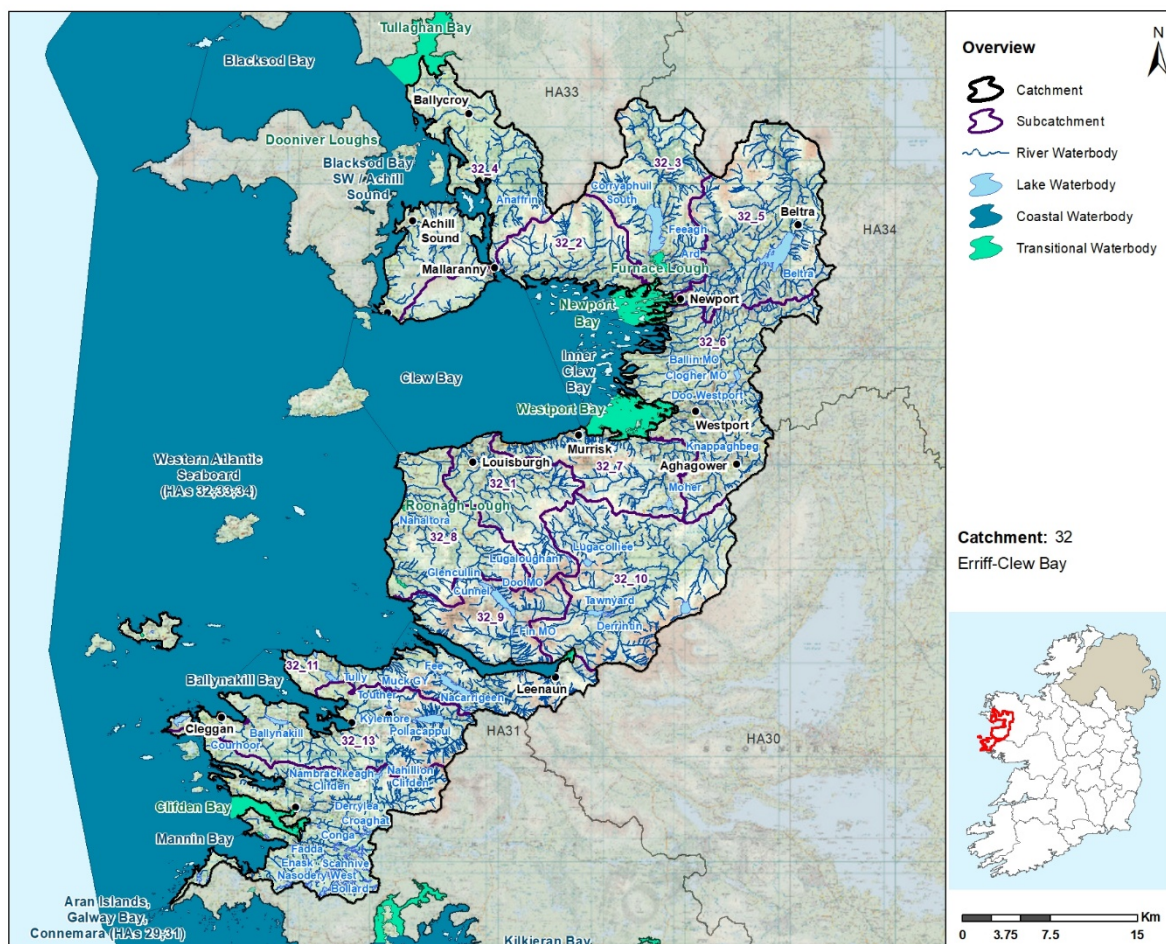 Tullaghan Bay
Blacksod Bay
Ballycroy
HA33
Dooniver Loughs
Blacksod Bay
SW / Achill
Sound
32_4
32_3
Anaffrin
Corryaphuil
South
Achill
Sound
32_2
Feeagh
32_5
Beltra
HA34
Ard
Mallaranny
Furnace Lough
Beltra
Newport
Newport
Bay
32_6
Inner
Clew
Bay
Ballin MO
Clogher MO
Clew Bay
Doo Westport
Westport Bay
Westport
Murrisk
Knappaghbeg
Louisburgh
32_7
Aghagower
Western Atlantic
Seaboard
(HAs 32;33;34)
32_1
Moher
Roonagh Lough
Nahaltora
32_8
Lugaloughan
Lugacolliee
Glencullin
Cunnel
Doo MO
32_10
Tawnyard
32_9
Derrintin
Fin MO
32_11
Fee
Ballynakill Bay
Tully
Muck GY
Leenaun
Touther
Nacarrigeen
Cleggan
Kylemore
HA31
Ballynakill
Pollacappul
HA30
Courhoor
32_13
Nambrackkeagh
Clifden
Nahillion
Clifden
Clifden Bay
Derrylea
Croaghat
Mannin Bay
Conga
Fadda
Enask
Scannive
Nasodery
West
Bollard
Aran Islands,
Galway Bay,
Connemara (HAs 29;31)
Kilkieran Bay,
Overview
N
Catchment
Subcatchment
River Waterbody
Lake Waterbody
Coastal Waterbody
Transitional Waterbody
Catchment: 32
Erriff-Clew Bay
Km
0 3.75 7.5 15